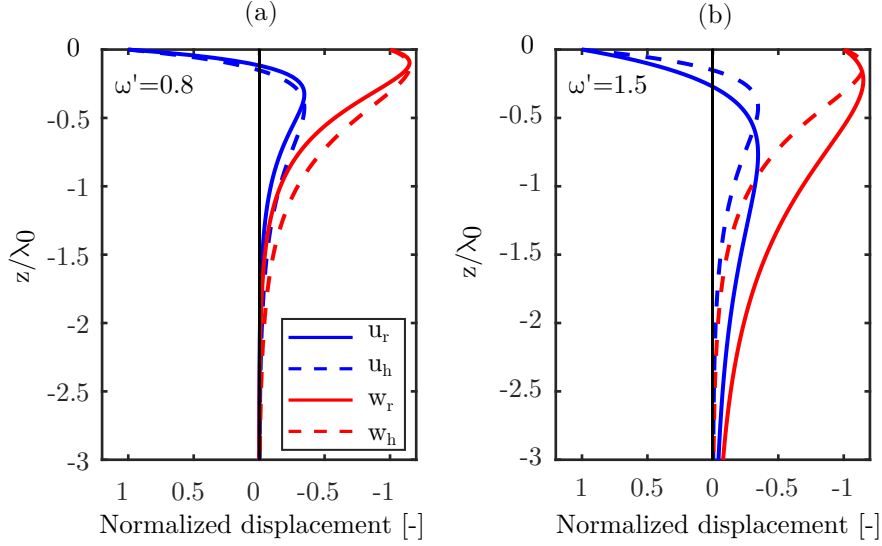 (a)
(b)
0
-0.5
-1
-1.5
-2
-2.5
-3
z/λ0
ω'=0.8
u_r
u_h
w_r
w_h
1 0.5 0 -0.5 -1
Normalized displacement [-]
0
-0.5
-1
-1.5
-2
-2.5
-3
z/λ0
ω'=1.5
1 0.5 0 -0.5 -1
Normalized displacement [-]